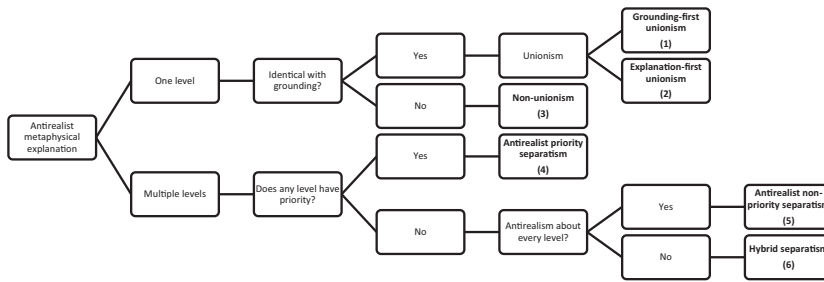 Antirealist
metaphysical
explanation
One level
Identical with
grounding?
Yes
Unionism
Grounding-first
unionism
(1)
Explanation-first
unionism
(2)
No
Non-unionism
(3)
Multiple levels
Does any level have
priority?
Yes
Antirealist priority
separatism
(4)
No
Antirealism about
every level?
Yes
Antirealist non-
priority separatism
(5)
No
Hybrid separatism
(6)